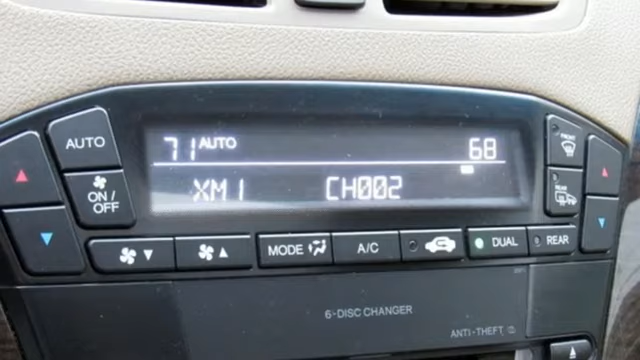 71 AUTO 68
XM1 CH002
AUTO
ON/
OFF
FRONT
REAR
MODE A/C DUAL REAR
6-DISC CHANGER
ANTI-THEFT